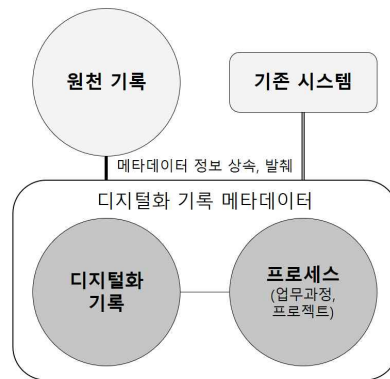 원천 기록
기존 시스템
메타데이터 정보 상속, 발췌
디지털화 기록 메타데이터
디지털화
기록
프로세스
(업무과정,
프로젝트)